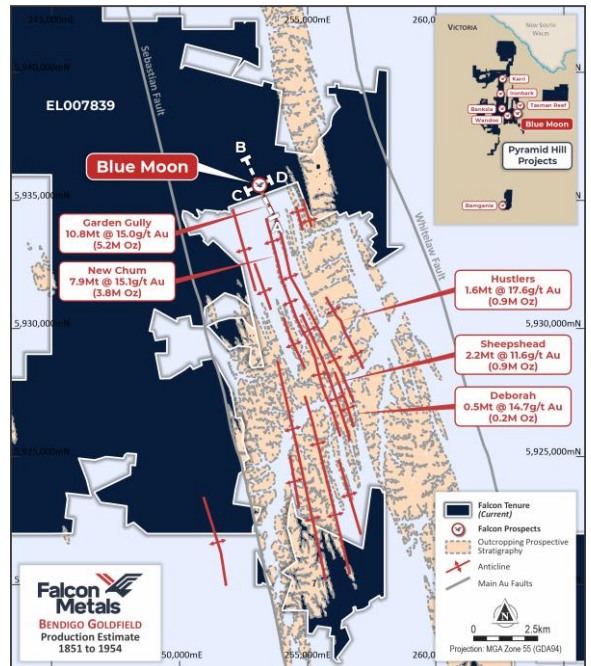 245,000mE
255,000mE
260,
5,940,000mN
Sebastian Fault
EL007839
B
Blue Moon
C
D
A
5,935,000mN
Garden Gully
10.8Mt @ 15.0g/t Au
(5.2M Oz)
New Chum
7.9Mt @ 15.1g/t Au
(3.8M Oz)
Whitelaw Fault
Hustlers
1.6Mt @ 17.6g/t Au
(0.9M Oz)
5,930,000mN
5,930,000mN
Sheepshead
2.2Mt @ 11.6g/t Au
(0.9M Oz)
Deborah
0.5Mt @ 14.7g/t Au
(0.2M Oz)
5,925,000mN
5,925,000mN
Victoria
New South
Wales
Karri
Ironbark
Tasman Reef
Banksia
Wandoo
Blue Moon
Pyramid Hill
Projects
Bamganie
Falcon Tenure
(Current)
Falcon Prospects
Outcropping Prospective
Stratigraphy
Anticline
Main Au Faults
0 2.5km
Projection: MGA Zone 55 (GDA94)
Falcon
Metals
Bendigo Goldfield
Production Estimate
1851 to 1954
50,000mE
255,000mE